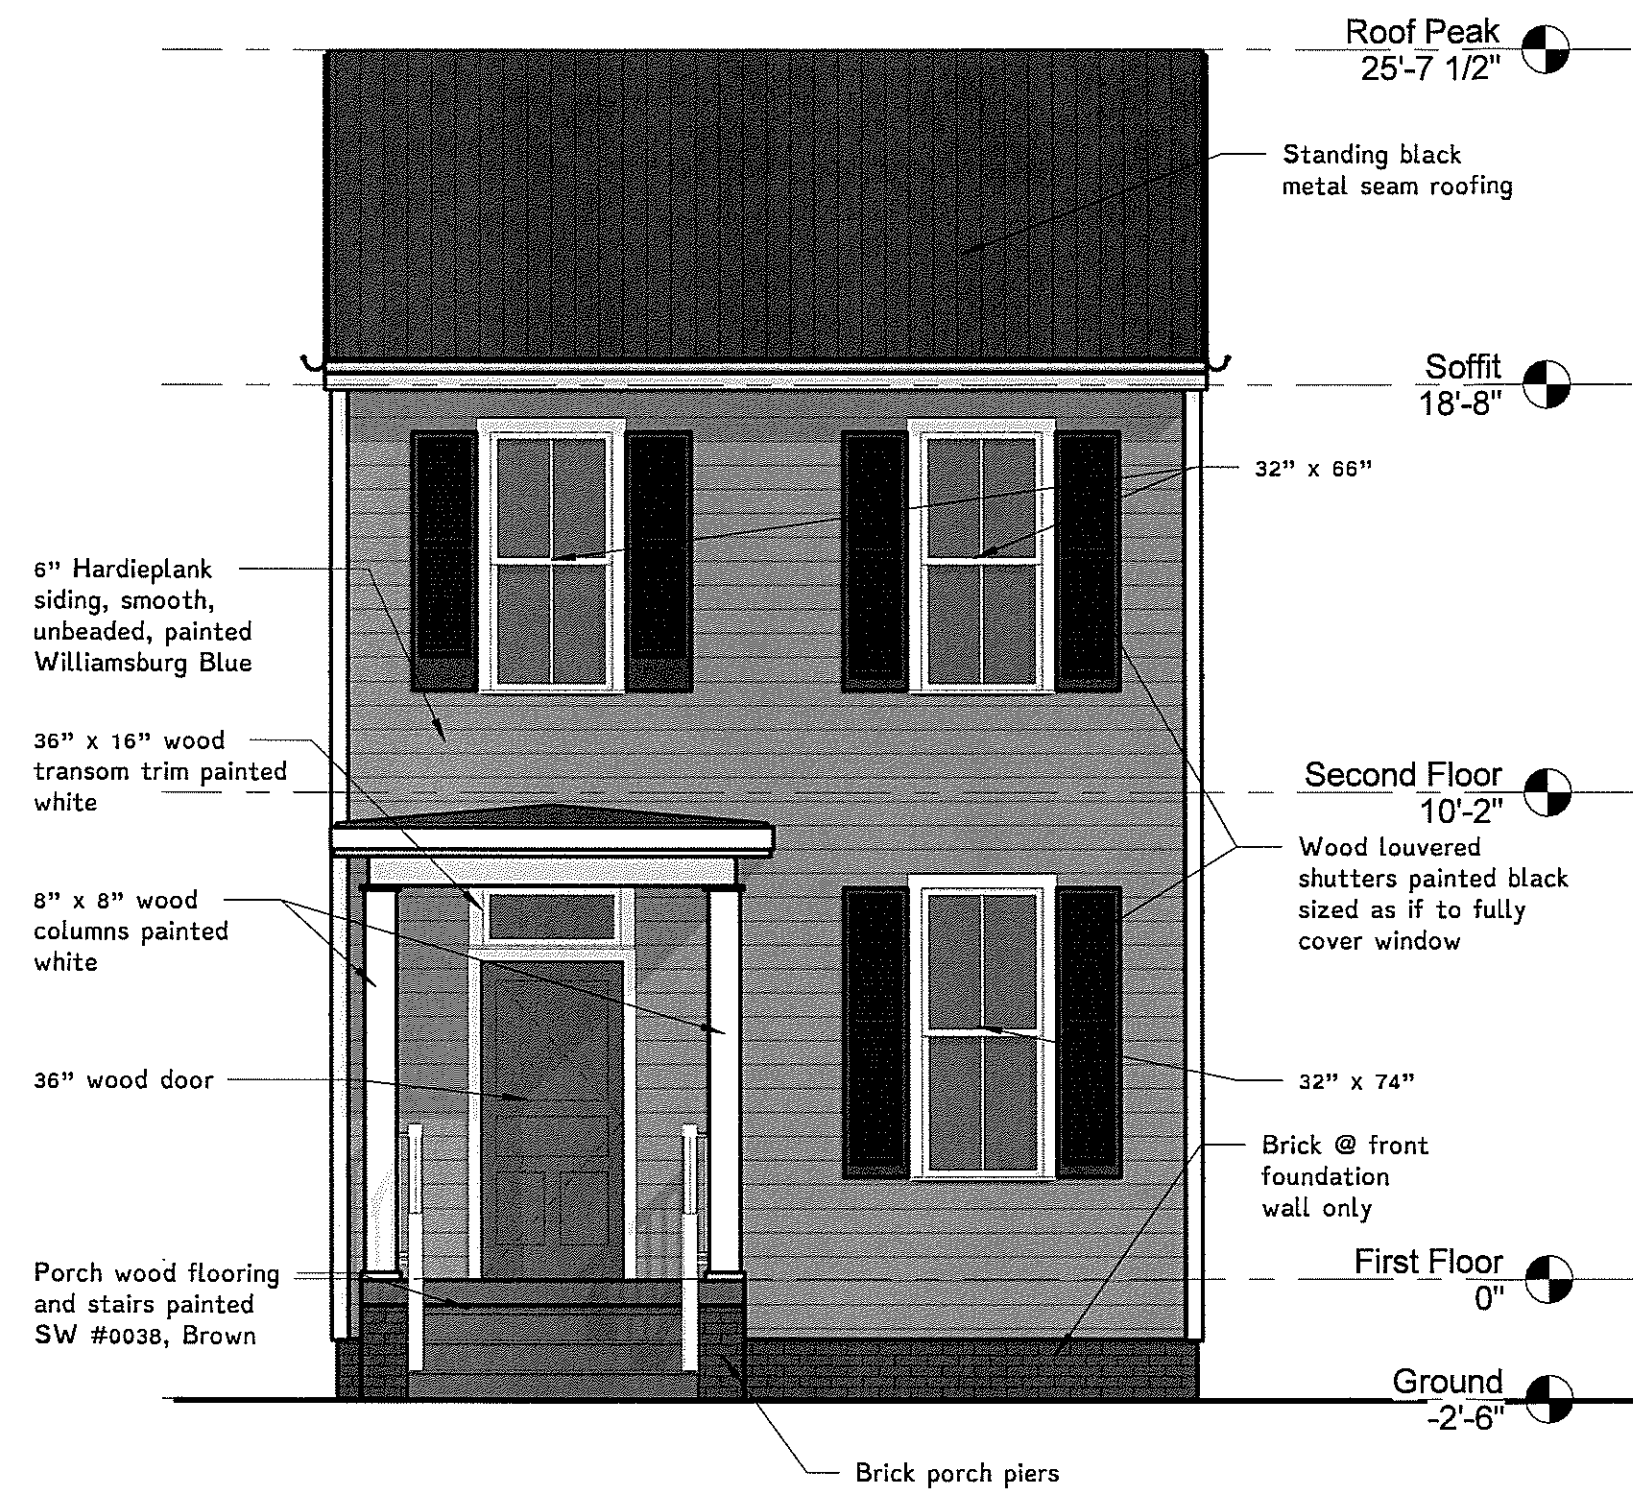 Roof Peak
25'-7 1/2"
Standing black
metal seam roofing
Soffit
18'-8"
32” x 66”
6” Hardieplank
siding, smooth,
unbeaded, painted
Williamsburg Blue
36” x 16” wood
transom trim painted
white
Second Floor
10'-2"
Wood louvered
shutters painted black
sized as if to fully
cover window
8” x 8” wood
columns painted
white
36” wood door
32” x 74”
Brick @ front
foundation
wall only
Porch wood flooring
and stairs painted
SW #0038, Brown
First Floor
0"
Ground
-2'-6"
Brick porch piers